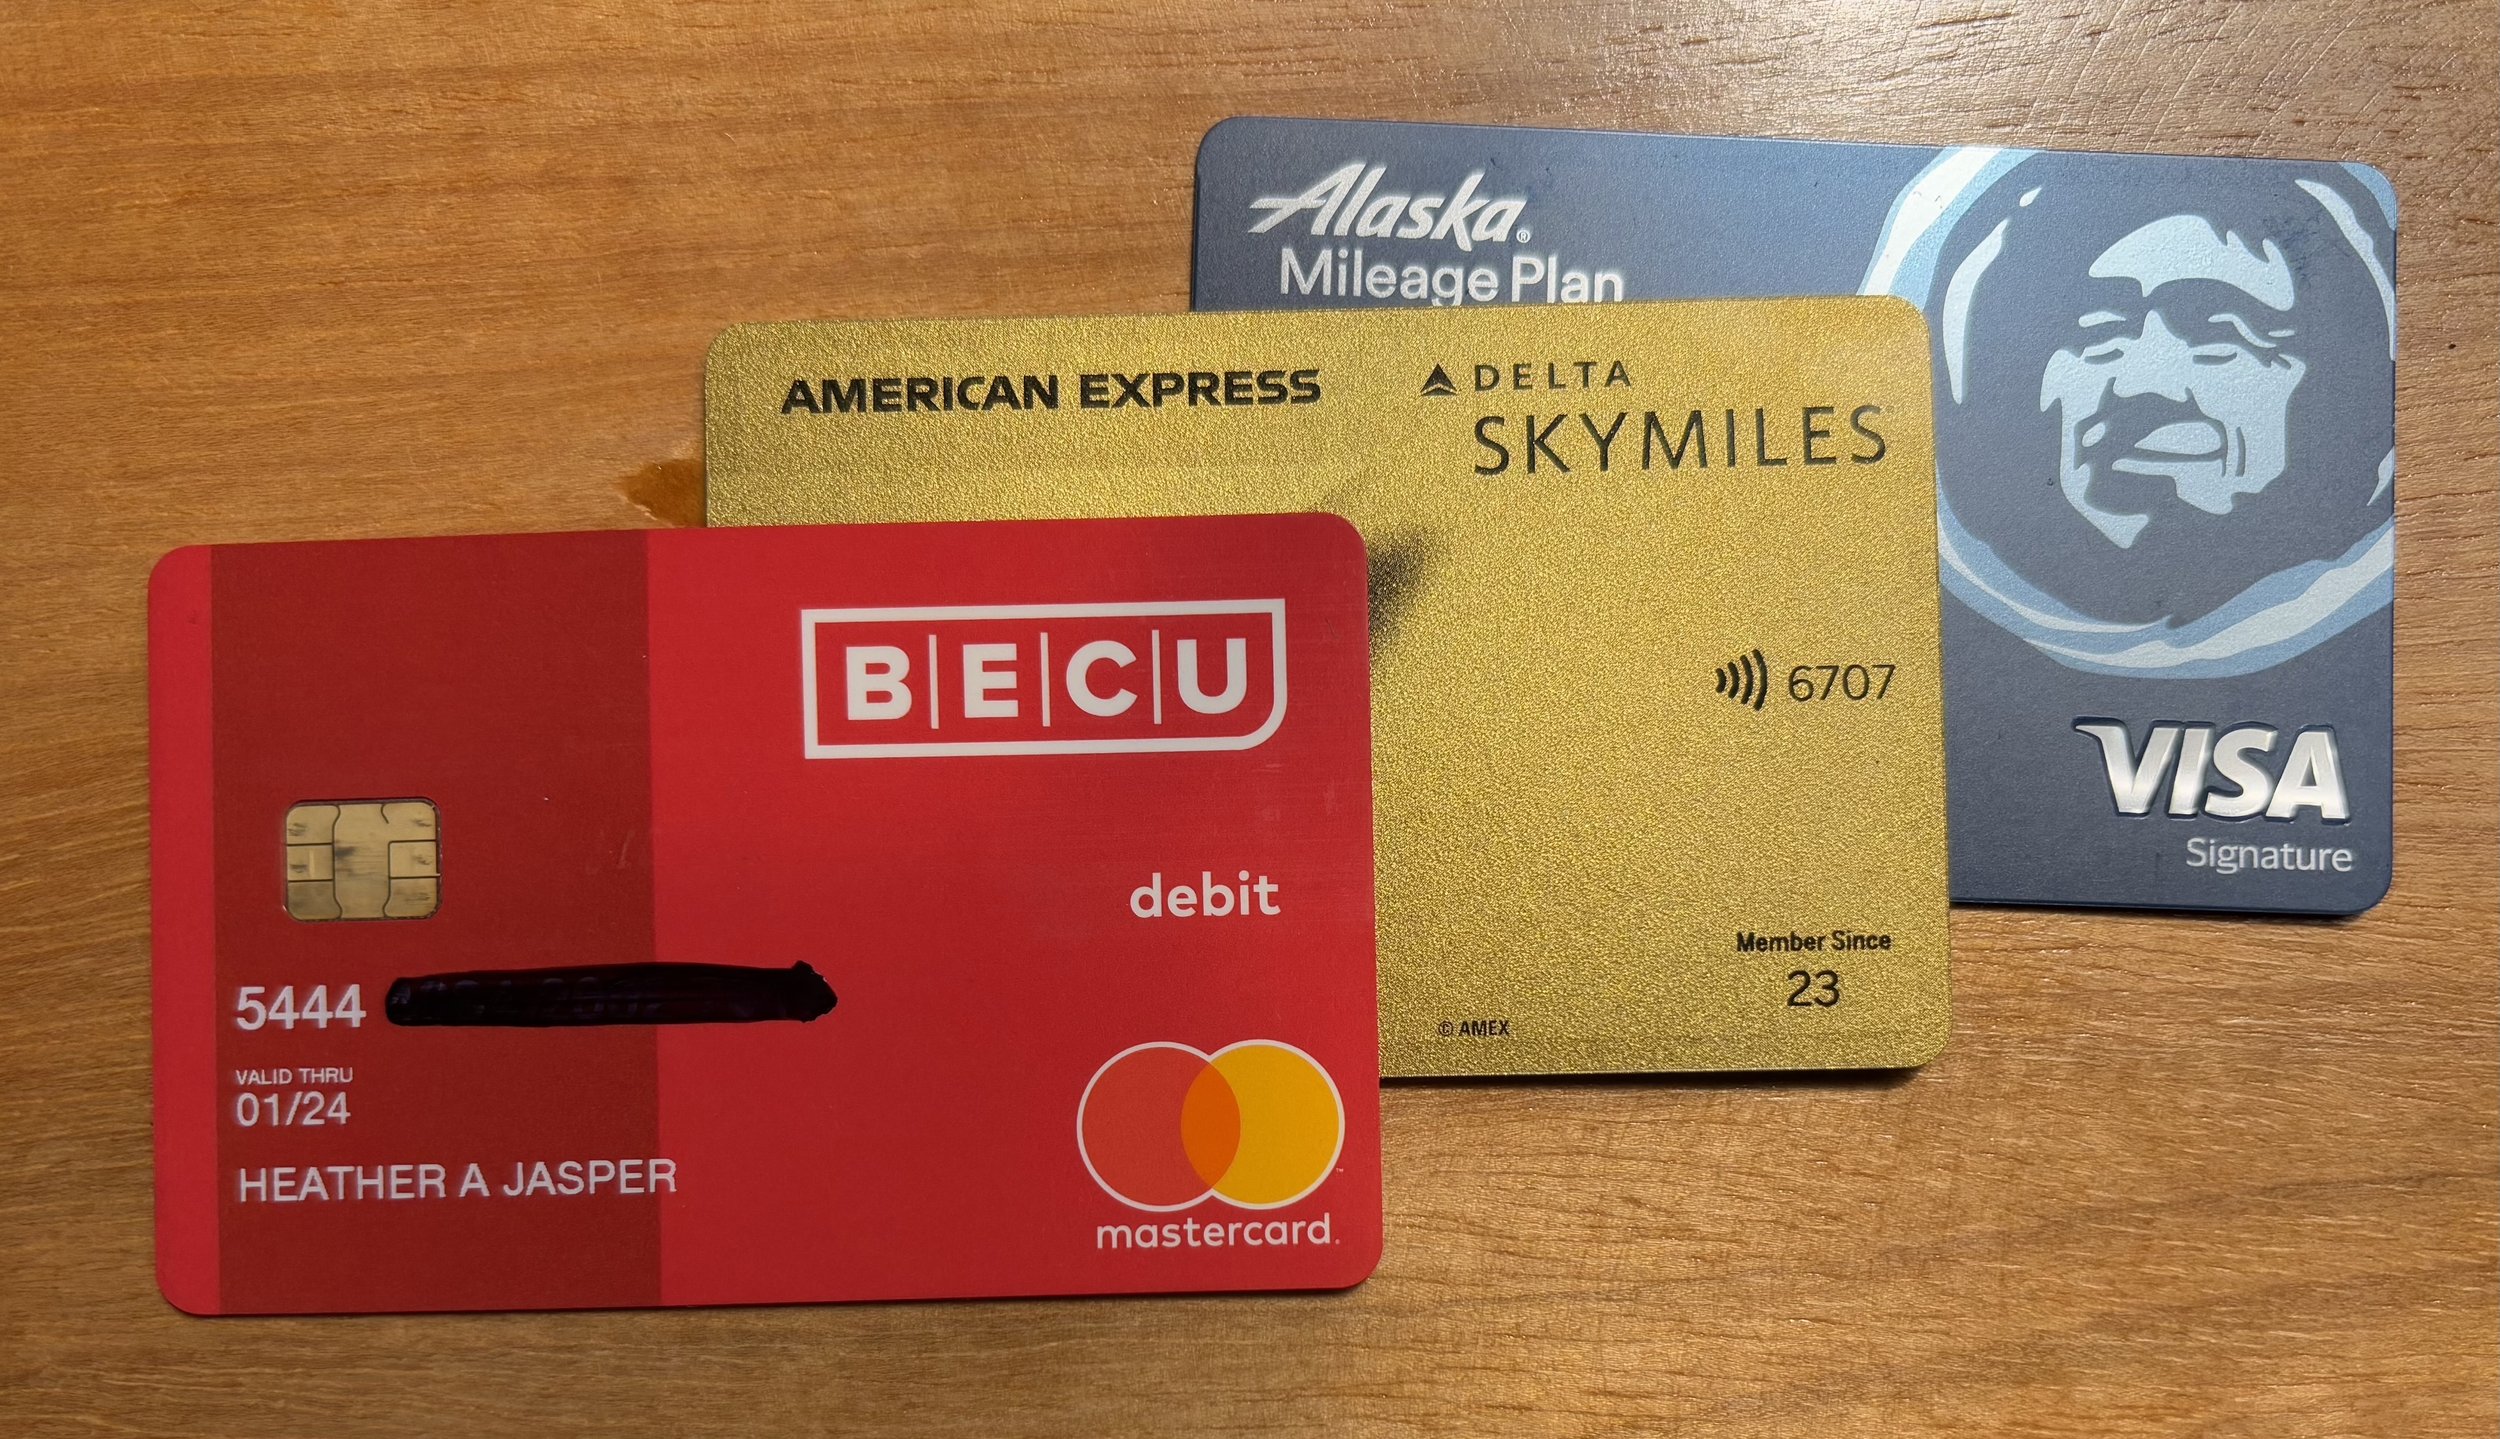 Alaska®
Mileage Plan
VISA
Signature
AMERICAN EXPRESS
DELTA
SKYMILES
6707
Member Since
23
© AMEX
B|E|C|U
debit
5444
VALID THRU
01/24
HEATHER A JASPER
mastercard.